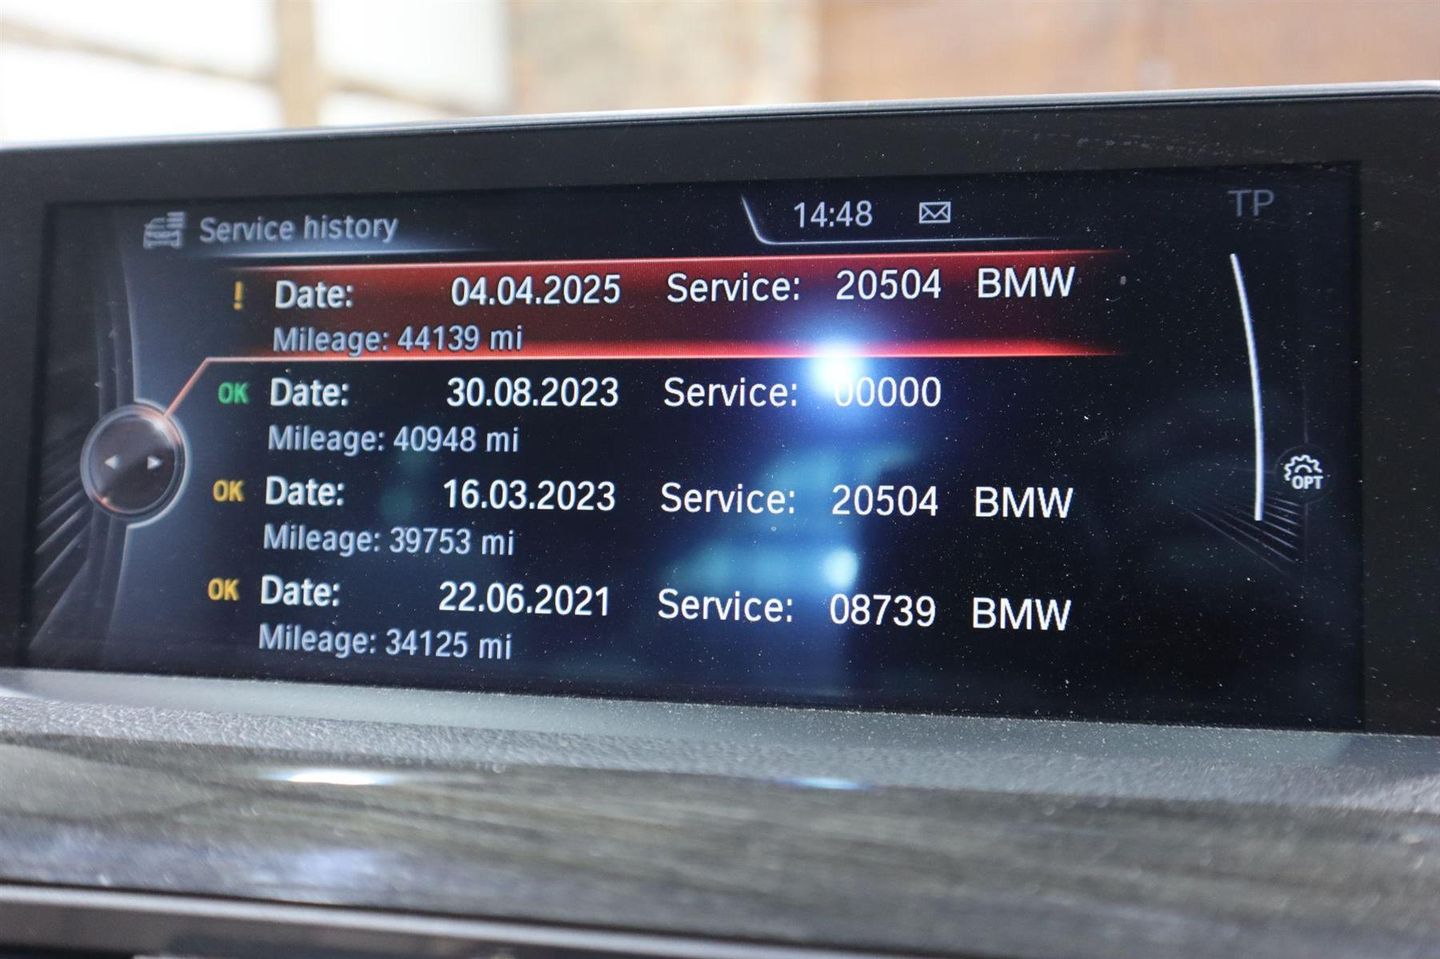 Service history 14:48 TP
! Date: 04.04.2025 Service: 20504 BMW
Mileage: 44139 mi
OK Date: 30.08.2023 Service: 00000
Mileage: 40948 mi
OK Date: 16.03.2023 Service: 20504 BMW
Mileage: 39753 mi
OPT
OK Date: 22.06.2021 Service: 08739 BMW
Mileage: 34125 mi